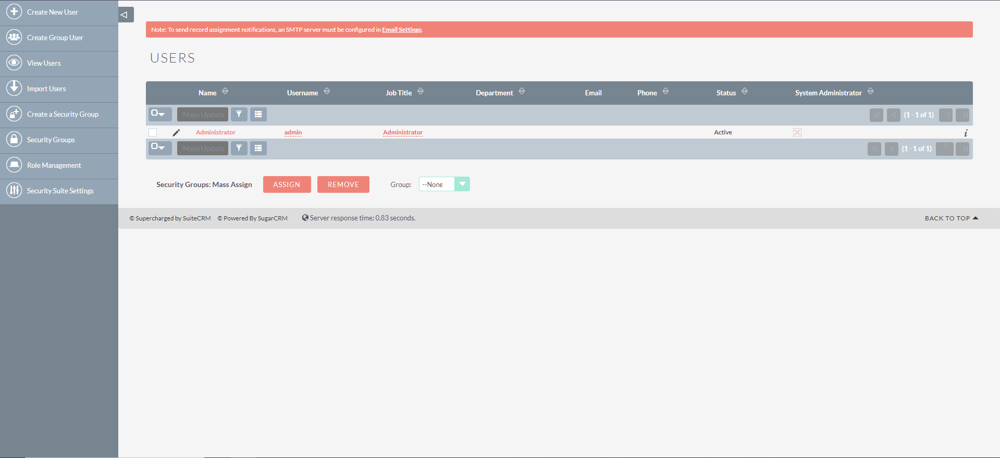 Create New User
Create Group User
View Users
Import Users
Create a Security Group
Security Groups
Role Management
Security Suite Settings
Note: To send record assignment notifications, an SMTP server must be configured in Email Settings.
USERS
Name Username Job Title Department Email Phone Status System Administrator
Mass Update (1 - 1 of 1)
Administrator admin Administrator Active
Mass Update (1 - 1 of 1)
Security Groups: Mass Assign ASSIGN REMOVE Group: --None
© Supercharged by SuiteCRM © Powered By SugarCRM Server response time: 0.83 seconds. BACK TO TOP